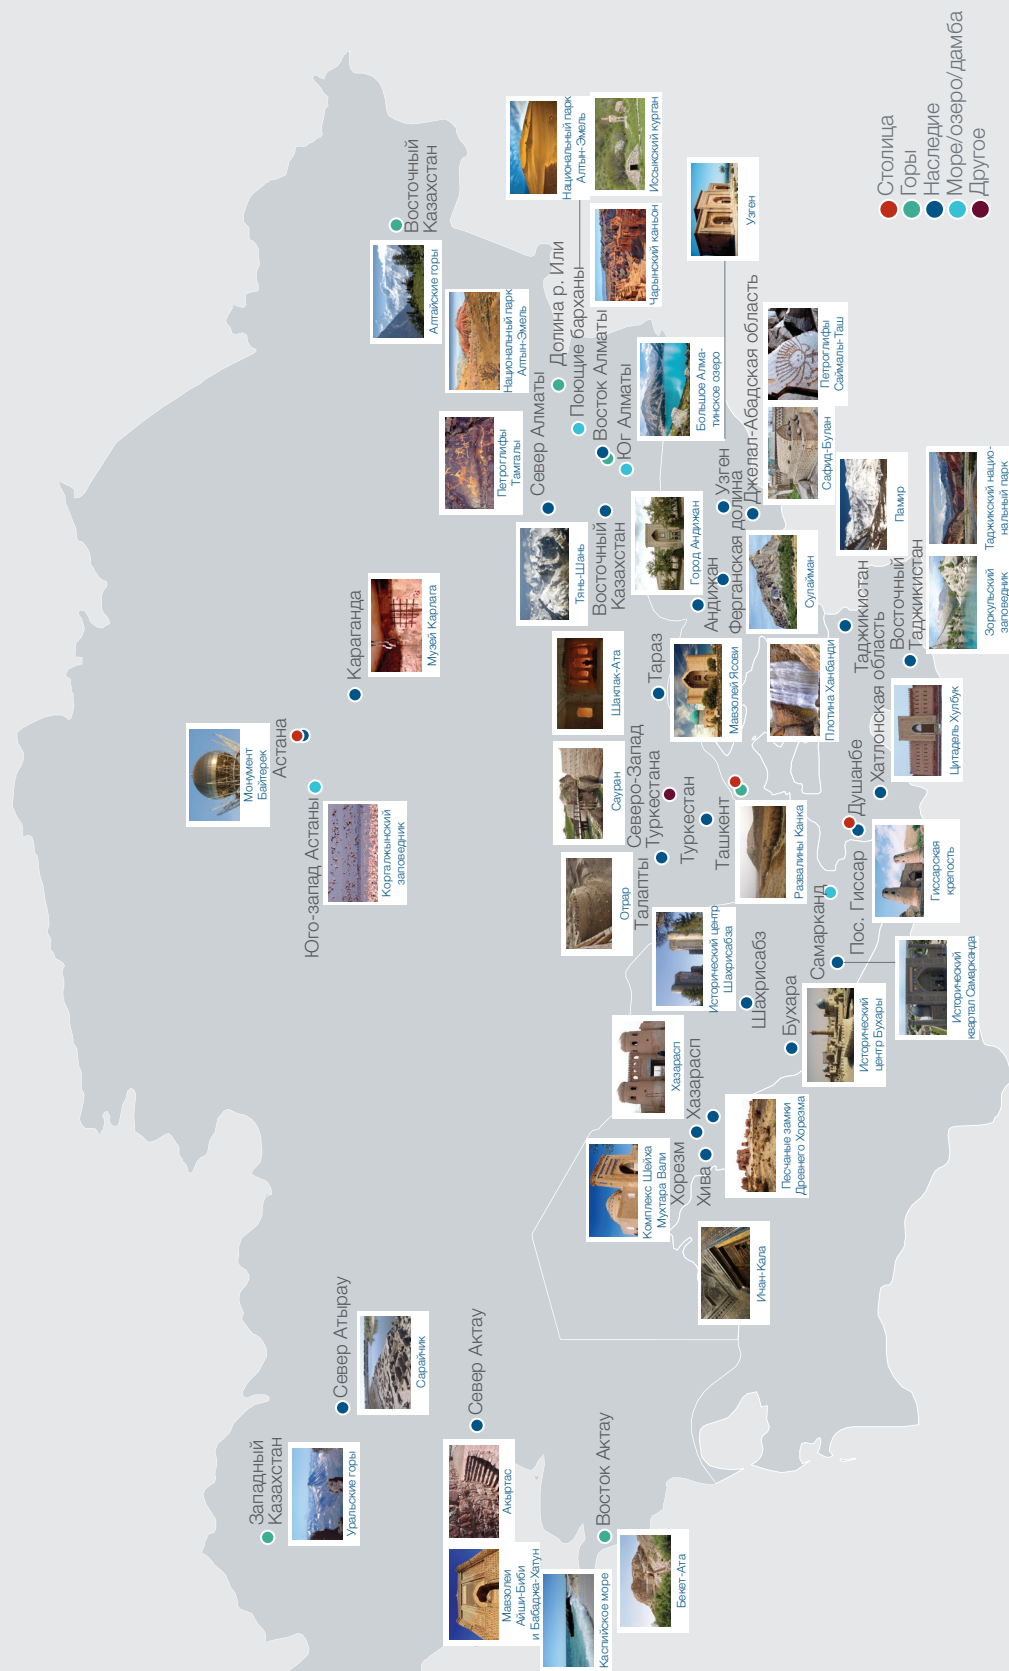 Западный
Казахстан
Уральские горы
Север Атырау
Сарайчик
Север Актау
Акыртас
Мавзолеи
Айши-Биби
и Бабаджа-Хатун
Каспийское море
Восток Актау
Бекет-Ата
Монумент
Байтерек
Астана
Юго-запад Астаны
Коргалжынский
заповедник
Караганда
Музей Карлага
Восточный
Казахстан
Алтайские горы
Национальный парк
Алтын-Эмель
Петроглифы
Тамгалы
Национальный парк
Алтын-Эмель
Иссыкский курган
Чарынский каньон
Долина р. Или
Поющие барханы
Север Алматы
Восток Алматы
Юг Алматы
Большое Алма-
тинское озеро
Тянь-Шань
Восточный
Казахстан
Шакпак-Ата
Тараз
Сауран
Северо-Запад
Туркестана
Мавзолей Ясови
Отрар
Талапты
Туркестан
Ташкент
Развалины Канка
Город Андижан
Андижан
Ферганская долина
Узген
Узген
Джелал-Абадская область
Сулайман
Сафид-Булан
Петроглифы
Саймалы-Таш
Плотина Ханбанди
Памир
Таджикистан
Восточный
Таджикистан
Таджикский нацио-
нальный парк
Зоркульский
заповедник
Хатлонская область
Цитадель Хулбук
Душанбе
Пос. Гиссар
Гиссарская
крепость
Самарканд
Исторический
квартал Самарканда
Исторический центр
Шахрисабза
Шахрисабз
Бухара
Исторический
центр Бухары
Хазарасп
Хазарасп
Комплекс Шейха
Мухтара Вали
Хорезм
Хива
Песчаные замки
Древнего Хорезма
Ичан-Кала
Столица
Горы
Наследие
Море/озеро/дамба
Другое